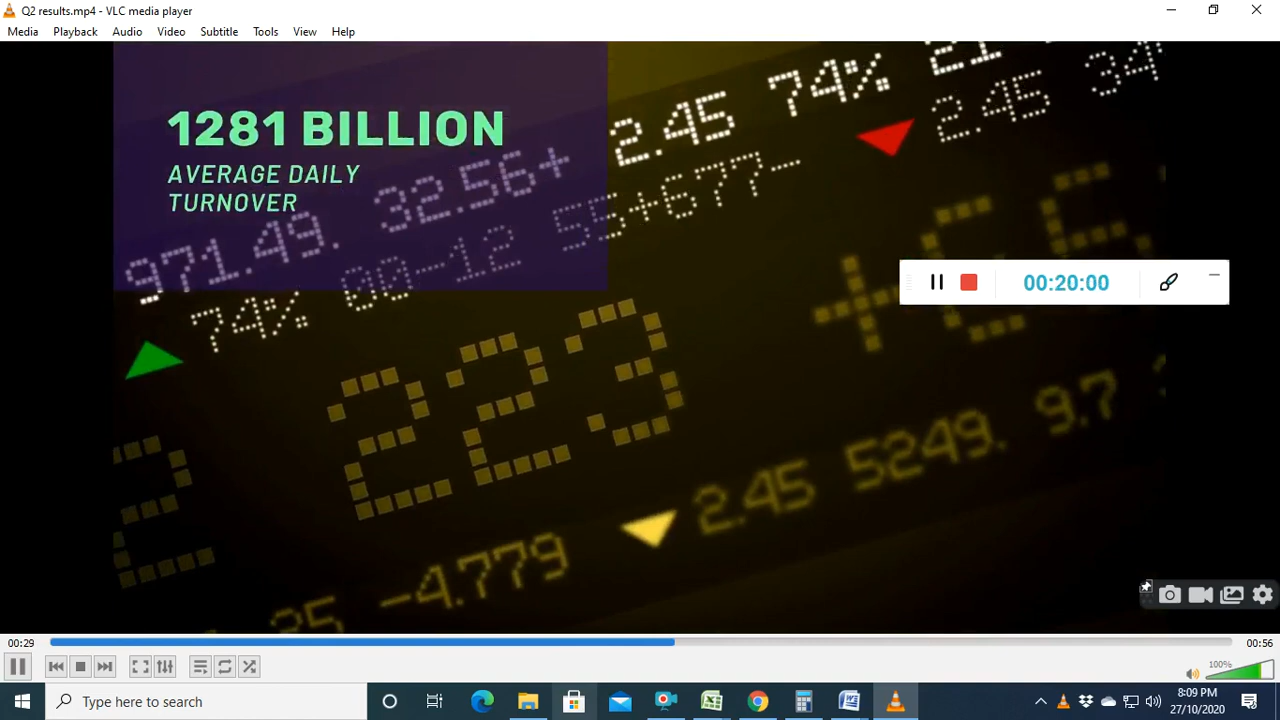 Q2 results.mp4 - VLC media player
Media Playback Audio Video Subtitle Tools View Help
1281 BILLION
AVERAGE DAILY
TURNOVER
971.49. 32.56+ 2.45 74% 21
74% 00-12 55+677- 2.45 34
223
-4.779 2.45 5249. 9.7
00:20:00
00:29 00:56
100%
Type here to search
8:09 PM
27/10/2020